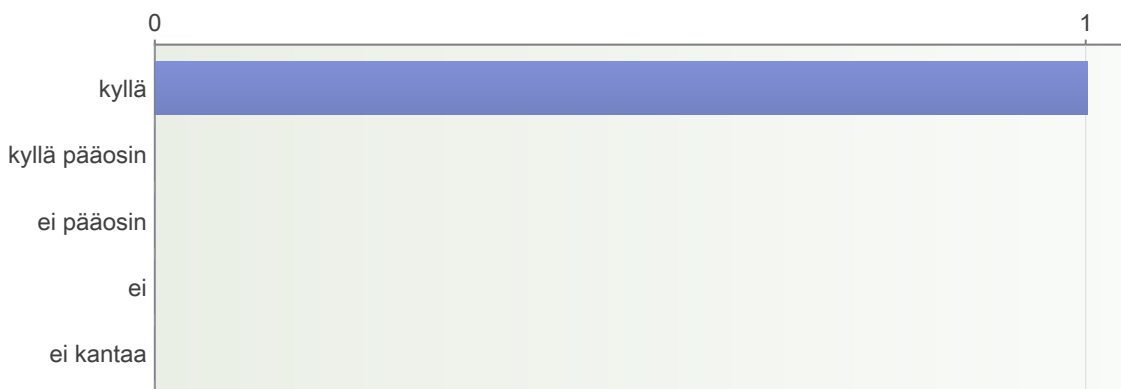 0 1
kyllä
kyllä pääosin
ei pääosin
ei
ei kantaa